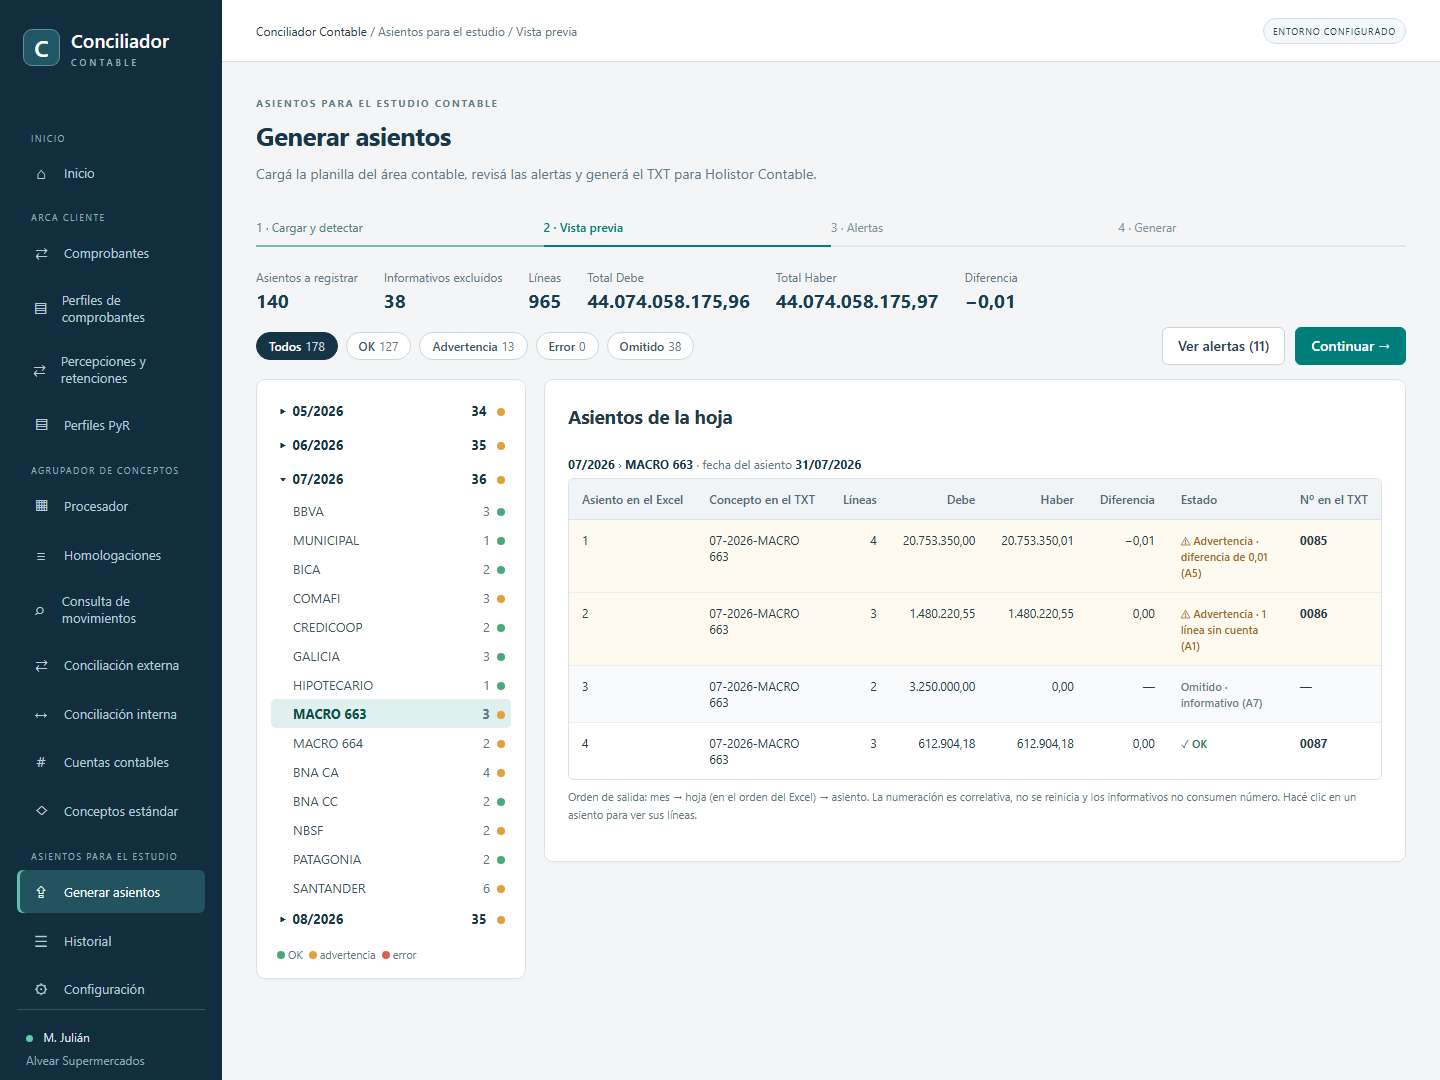 C
Conciliador
CONTABLE
INICIO
Inicio
ARCA CLIENTE
Comprobantes
Perfiles de
comprobantes
Percepciones y
retenciones
Perfiles PyR
AGRUPADOR DE CONCEPTOS
Procesador
Homologaciones
Consulta de
movimientos
Conciliación externa
Conciliación interna
# Cuentas contables
Conceptos estándar
ASIENTOS PARA EL ESTUDIO
Generar asientos
Historial
Configuración
M. Julián
Alvear Supermercados
Conciliador Contable / Asientos para el estudio / Vista previa
ENTORNO CONFIGURADO
ASIENTOS PARA EL ESTUDIO CONTABLE
Generar asientos
Cargá la planilla del área contable, revisá las alertas y generá el TXT para Holistor Contable.
1 · Cargar y detectar
2 · Vista previa
3 · Alertas
4 · Generar
Asientos a registrar
140
Informativos excluidos
38
Líneas
965
Total Debe
44.074.058.175,96
Total Haber
44.074.058.175,97
Diferencia
−0,01
Todos 178
OK 127
Advertencia 13
Error 0
Omitido 38
Ver alertas (11)
Continuar →
▸ 05/2026 34
▸ 06/2026 35
▾ 07/2026 36
BBVA 3
MUNICIPAL 1
BICA 2
COMAFI 3
CREDICOOP 2
GALICIA 3
HIPOTECARIO 1
MACRO 663 3
MACRO 664 2
BNA CA 4
BNA CC 2
NBSF 2
PATAGONIA 2
SANTANDER 6
▸ 08/2026 35
OK advertencia error
Asientos de la hoja
07/2026 › MACRO 663 · fecha del asiento 31/07/2026
Asiento en el Excel Concepto en el TXT Líneas Debe Haber Diferencia Estado Nº en el TXT
1 07-2026-MACRO 4 20.753.350,00 20.753.350,01 −0,01 ⚠ Advertencia · 0085
663 diferencia de 0,01
(A5)
2 07-2026-MACRO 3 1.480.220,55 1.480.220,55 0,00 ⚠ Advertencia · 1 0086
663 línea sin cuenta
(A1)
3 07-2026-MACRO 2 3.250.000,00 0,00 — Omitido · —
663 informativo (A7)
4 07-2026-MACRO 3 612.904,18 612.904,18 0,00 ✓ OK 0087
663
Orden de salida: mes → hoja (en el orden del Excel) → asiento. La numeración es correlativa, no se reinicia y los informativos no consumen número. Hacé clic en un
asiento para ver sus líneas.